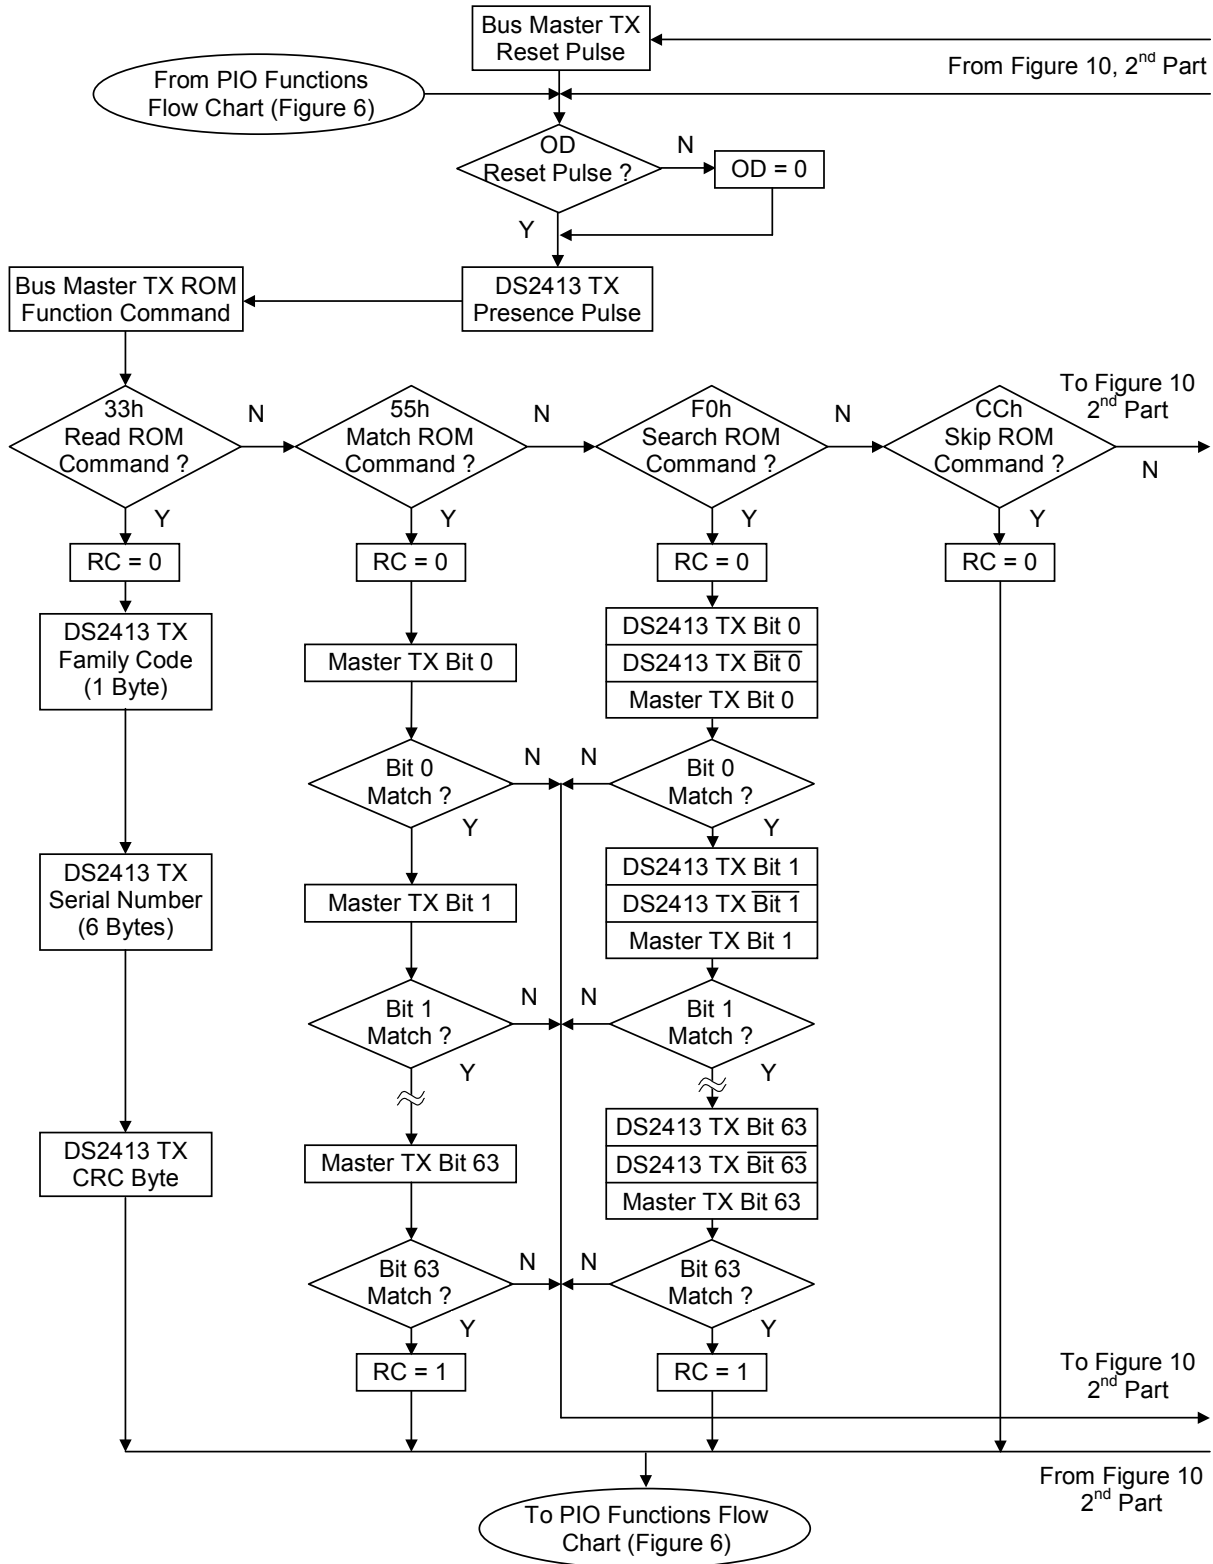 Bus Master TX
Reset Pulse
From Figure 10, 2nd Part
From PIO Functions
Flow Chart (Figure 6)
OD
Reset Pulse ?
N
OD = 0
Y
Bus Master TX ROM
Function Command
DS2413 TX
Presence Pulse
33h
Read ROM
Command ?
N
55h
Match ROM
Command ?
N
F0h
Search ROM
Command ?
N
CCh
Skip ROM
Command ?
N
To Figure 10
2nd Part
Y
Y
Y
Y
RC = 0
RC = 0
RC = 0
RC = 0
DS2413 TX
Family Code
(1 Byte)
Master TX Bit 0
DS2413 TX Bit 0
DS2413 TX Bit 0
Master TX Bit 0
Bit 0
Match ?
N
N
Bit 0
Match ?
Y
Y
DS2413 TX
Serial Number
(6 Bytes)
Master TX Bit 1
DS2413 TX Bit 1
DS2413 TX Bit 1
Master TX Bit 1
Bit 1
Match ?
N
N
Bit 1
Match ?
Y
Y
DS2413 TX
CRC Byte
Master TX Bit 63
DS2413 TX Bit 63
DS2413 TX Bit 63
Master TX Bit 63
Bit 63
Match ?
N
N
Bit 63
Match ?
Y
Y
RC = 1
RC = 1
To Figure 10
2nd Part
From Figure 10
2nd Part
To PIO Functions Flow
Chart (Figure 6)